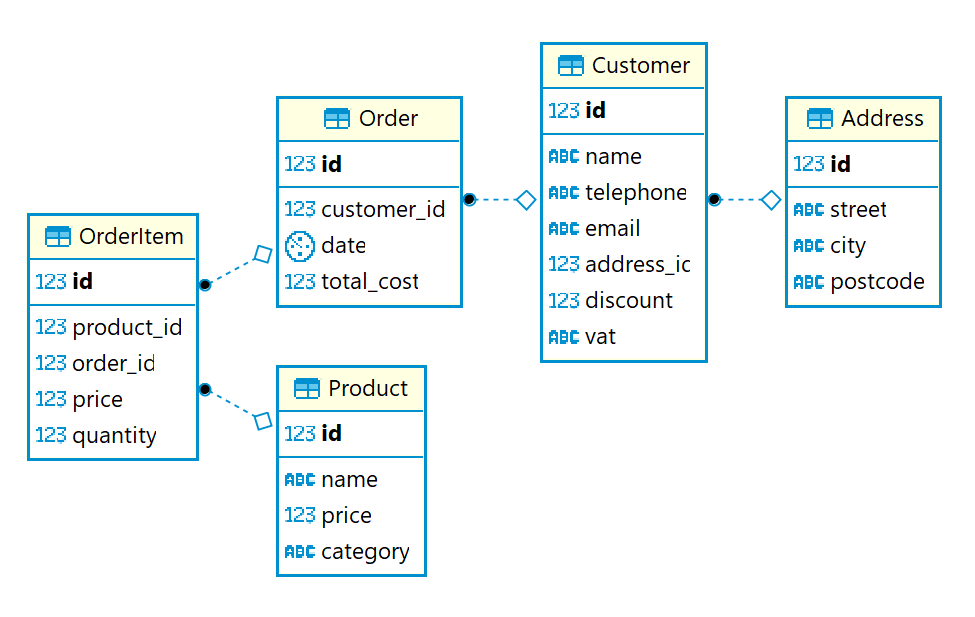 OrderItem
123 id
123 product_id
123 order_id
123 price
123 quantity
Order
123 id
123 customer_id
date
123 total_cost
Product
123 id
ABC name
123 price
ABC category
Customer
123 id
ABC name
ABC telephone
ABC email
123 address_ic
123 discount
ABC vat
Address
123 id
ABC street
ABC city
ABC postcode